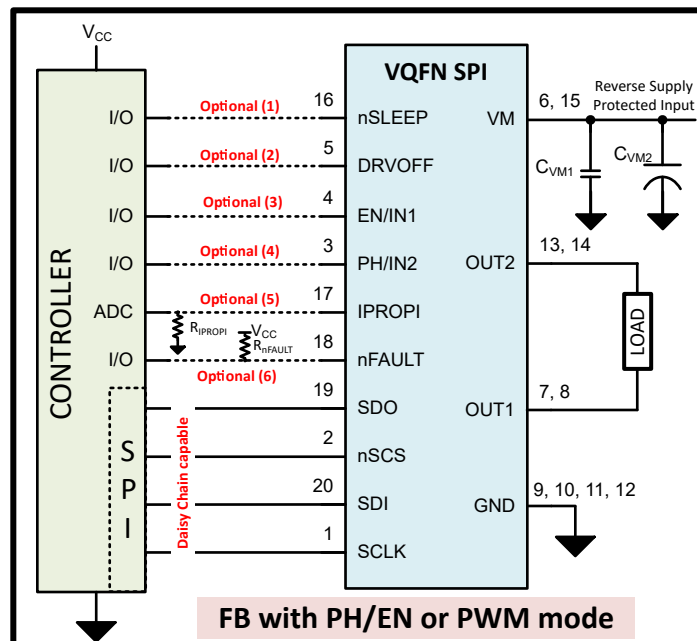 VCC
CONTROLLER
I/O
I/O
I/O
I/O
ADC
I/O
SPI
Optional (1)
Optional (2)
Optional (3)
Optional (4)
Optional (5)
RIPROPI
VCC
RnFAULT
Optional (6)
Daisy Chain capable
16
5
4
3
17
18
19
2
20
1
VQFN SPI
nSLEEP
DRVOFF
EN/IN1
PH/IN2
IPROPI
nFAULT
SDO
nSCS
SDI
SCLK
VM
OUT2
OUT1
GND
6, 15
Reverse Supply
Protected Input
CVM1
CVM2
13, 14
LOAD
7, 8
9, 10, 11, 12
FB with PH/EN or PWM mode